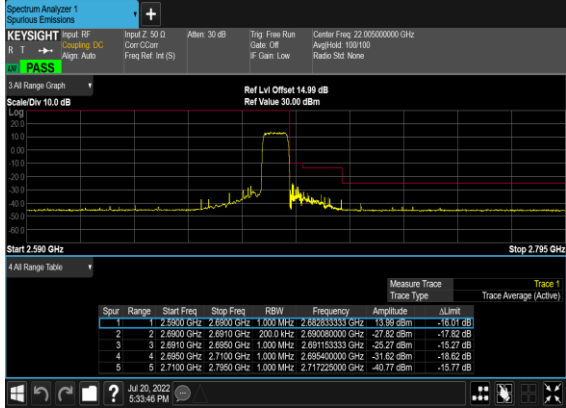 Spectrum Analyzer 1
Spurious Emissions
+
KEYSIGHT Input: RF Input Z: 50 Ω Atten: 30 dB Trig: Free Run Center Freq: 22.005000000 GHz
R T Coupling: DC Corr CCorr Gate: Off Avg|Hold: 100/100
Align: Auto Freq Ref: Int (S) IF Gain: Low Radio Std: None
PASS
3 All Range Graph
Ref Lvl Offset 14.99 dB
Scale/Div 10.0 dB Ref Value 30.00 dBm
Log
20.0
10.0
0.00
-10.0
-20.0
-30.0
-40.0
-50.0
-60.0
Start 2.590 GHz Stop 2.795 GHz
4 All Range Table
Measure Trace Trace 1
Trace Type Trace Average (Active)
Spur Range Start Freq Stop Freq RBW Frequency Amplitude ΔLimit
1 1 2.5900 GHz 2.6900 GHz 1.000 MHz 2.682833333 GHz 13.99 dBm -16.01 dB
2 2 2.6900 GHz 2.6910 GHz 200.0 kHz 2.690080000 GHz -27.82 dBm -17.82 dB
3 3 2.6910 GHz 2.6950 GHz 1.000 MHz 2.691153333 GHz -25.27 dBm -15.27 dB
4 4 2.6950 GHz 2.7100 GHz 1.000 MHz 2.695400000 GHz -31.62 dBm -18.62 dB
5 5 2.7100 GHz 2.7950 GHz 1.000 MHz 2.717225000 GHz -40.77 dBm -15.77 dB
? Jul 20, 2022
5:33:46 PM